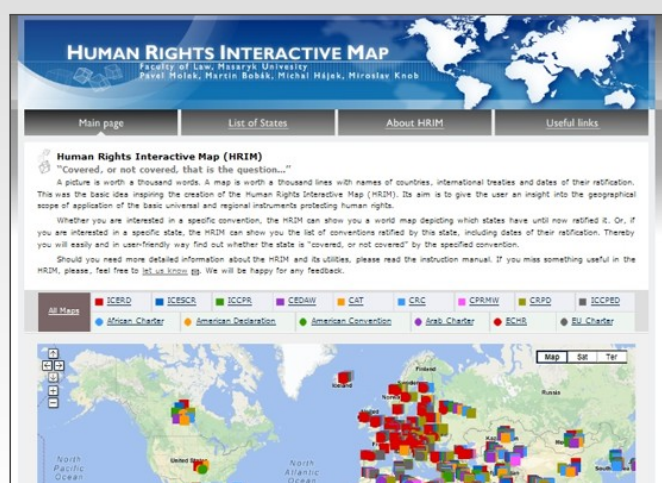 HUMAN RIGHTS INTERACTIVE MAP
Faculty of Law, Masaryk Univesity
Pavel Molek, Martin Bobák, Michal Hájek, Miroslav Knob
Main page List of States About HRIM Useful links
Human Rights Interactive Map (HRIM)
"Covered, or not covered, that is the question..."
A picture is worth a thousand words. A map is worth a thousand lines with names of countries, international treaties and dates of their ratification.
This was the basic idea inspiring the creation of the Human Rights Interactive Map (HRIM). Its aim is to give the user an insight into the geographical
scope of application of the basic universal and regional instruments protecting human rights.
Whether you are interested in a specific convention, the HRIM can show you a world map depicting which states have until now ratified it. Or, if
you are interested in a specific state, the HRIM can show you the list of conventions ratified by this state, including dates of their ratification. Thereby
you will easily and in user-friendly way find out whether the state is "covered, or not covered" by the specified convention.
Should you need more detailed information about the HRIM and its utilities, please read the instruction manual. If you miss something useful in the
HRIM, please, feel free to let us know. We will be happy for any feedback.
All Maps
ICERD ICESCR ICCPR CEDAW CAT CRC CPRMW CRPD ICCPED
African Charter American Declaration American Convention Arab Charter ECHR EU Charter
Map Sat Ter
Finland
Iceland
Russia
North
Pacific
Ocean
North
Atlantic
Ocean